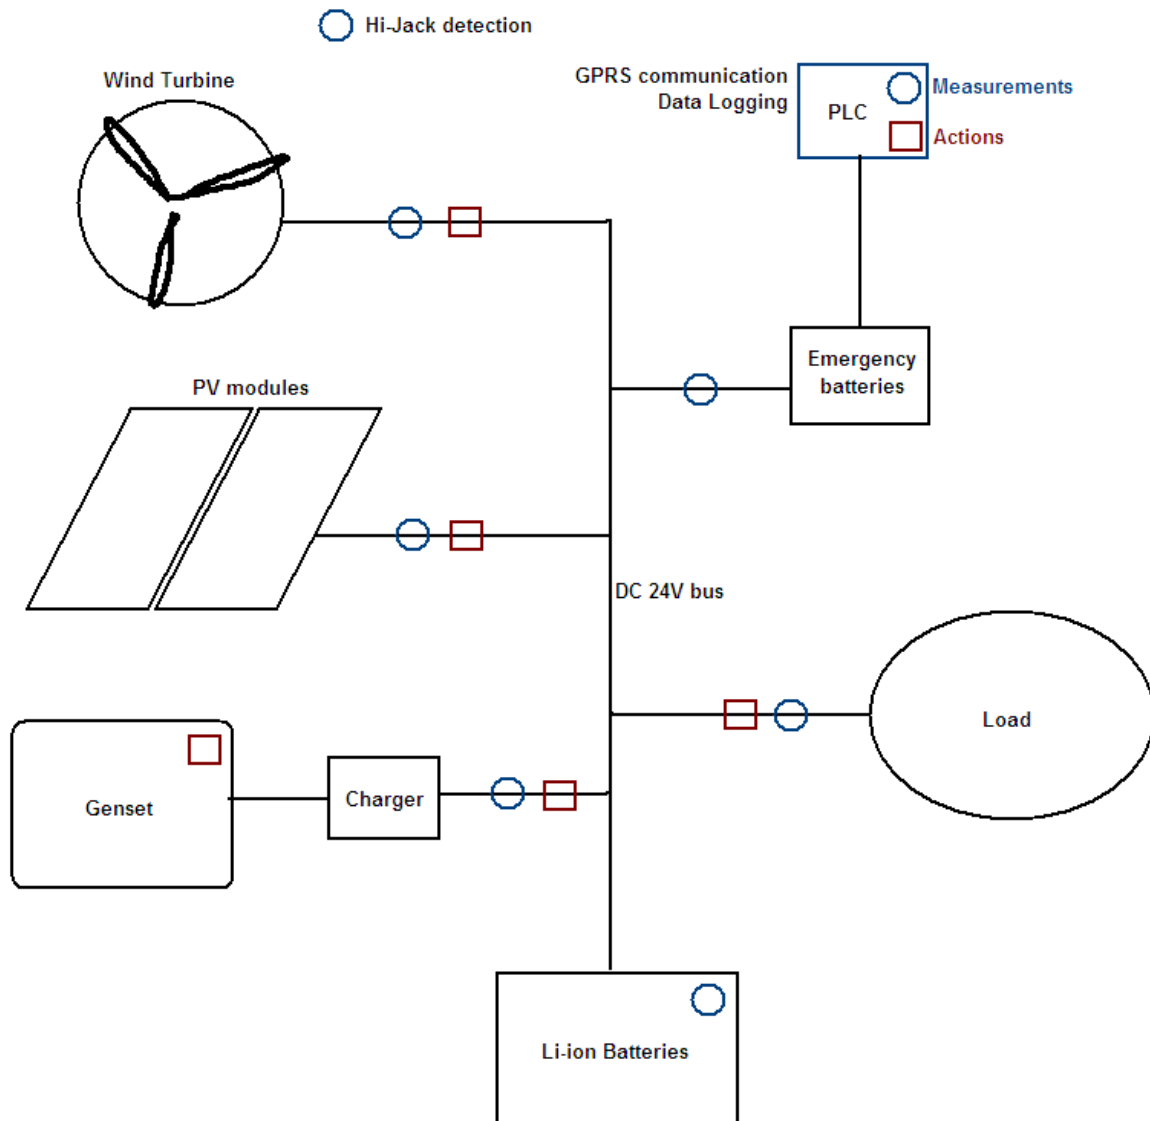 Hi-Jack detection
Wind Turbine
GPRS communication
Data Logging
PLC
Measurements
Actions
Emergency
batteries
PV modules
DC 24V bus
Load
Genset
Charger
Li-ion Batteries